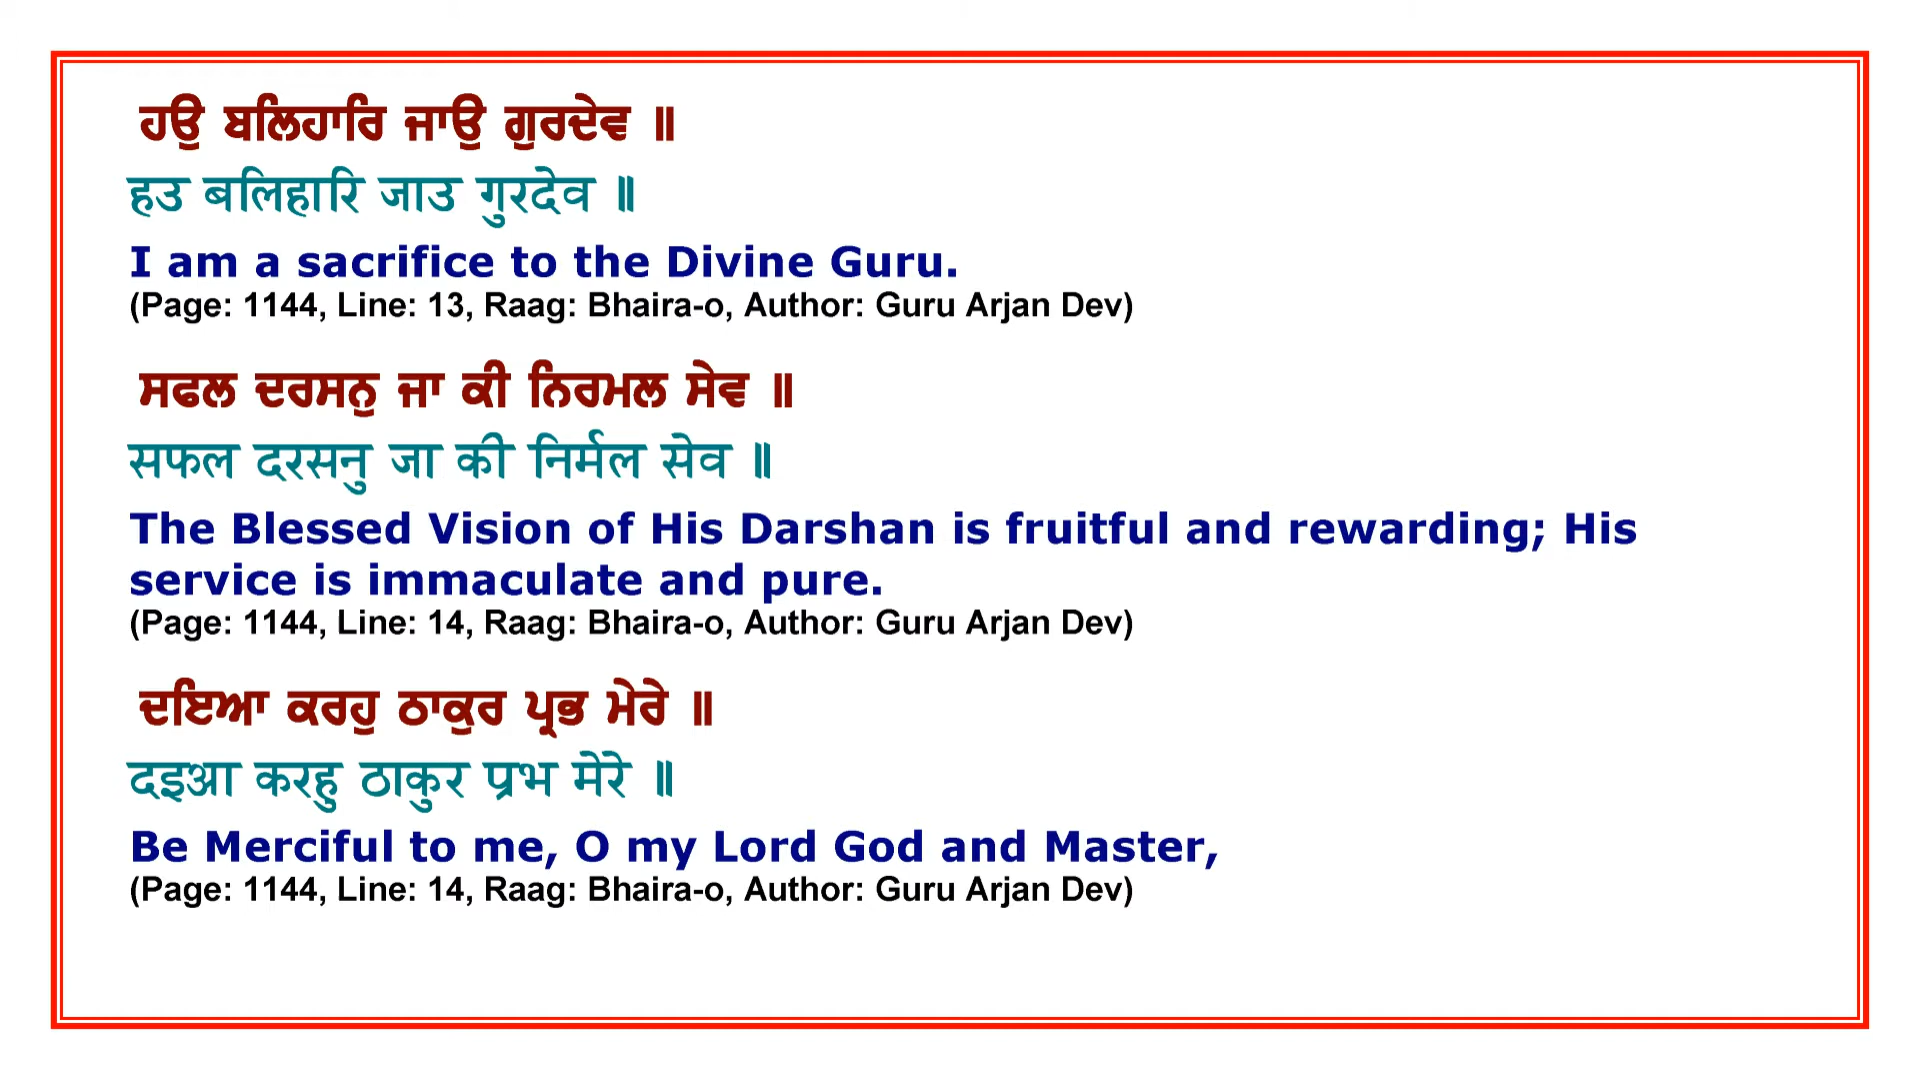 ਹਉ ਬਲਿਹਾਰਿ ਜਾਉ ਗੁਰਦੇਵ ॥
हउ बलिहारि जाउ गुरदेव ॥
I am a sacrifice to the Divine Guru.
(Page: 1144, Line: 13, Raag: Bhaira-o, Author: Guru Arjan Dev)
ਸਫਲ ਦਰਸਨੁ ਜਾ ਕੀ ਨਿਰਮਲ ਸੇਵ ॥
सफल दरसनु जा की निर्मल सेव ॥
The Blessed Vision of His Darshan is fruitful and rewarding; His
service is immaculate and pure.
(Page: 1144, Line: 14, Raag: Bhaira-o, Author: Guru Arjan Dev)
ਦਇਆ ਕਰਹੁ ਠਾਕੁਰ ਪ੍ਰਭ ਮੇਰੇ ॥
दइआ करहु ठाकुर प्रभ मेरे ॥
Be Merciful to me, O my Lord God and Master,
(Page: 1144, Line: 14, Raag: Bhaira-o, Author: Guru Arjan Dev)